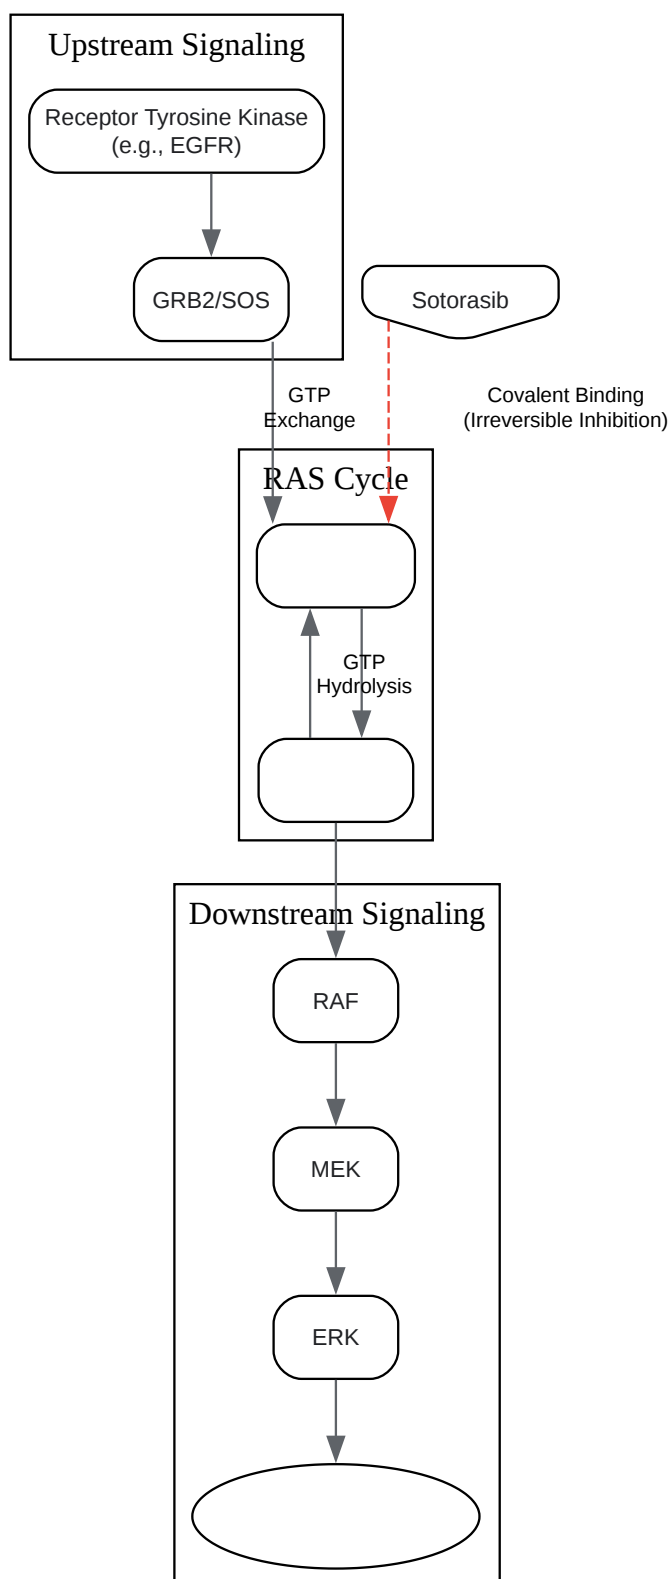 Upstream Signaling
Receptor Tyrosine Kinase
(e.g., EGFR)
GRB2/SOS
Sotorasib
GTP
Exchange
Covalent Binding
(Irreversible Inhibition)
RAS Cycle
GTP
Hydrolysis
Downstream Signaling
RAF
MEK
ERK